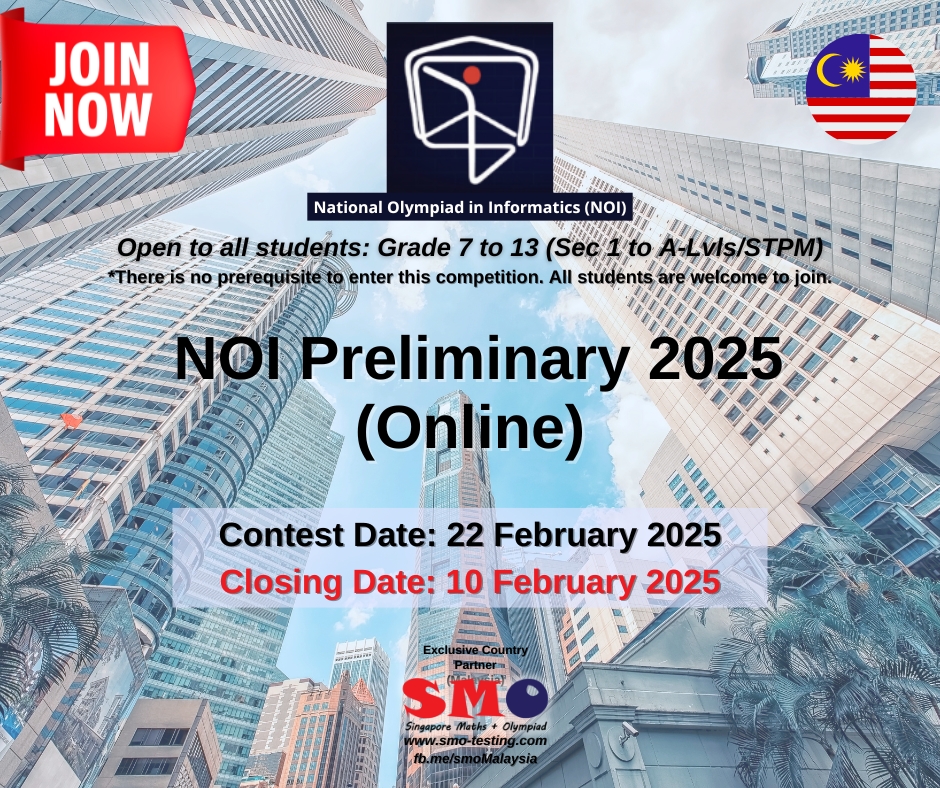 JOIN
NOW
National Olympiad in Informatics (NOI)
Open to all students: Grade 7 to 13 (Sec 1 to A-Lvls/STPM)
*There is no prerequisite to enter this competition. All students are welcome to join.
NOI Preliminary 2025
(Online)
Contest Date: 22 February 2025
Closing Date: 10 February 2025
Exclusive Country
Partner
(Malaysia)
SMO
Singapore Maths + Olympiad
www.smo-testing.com
fb.me/smoMalaysia